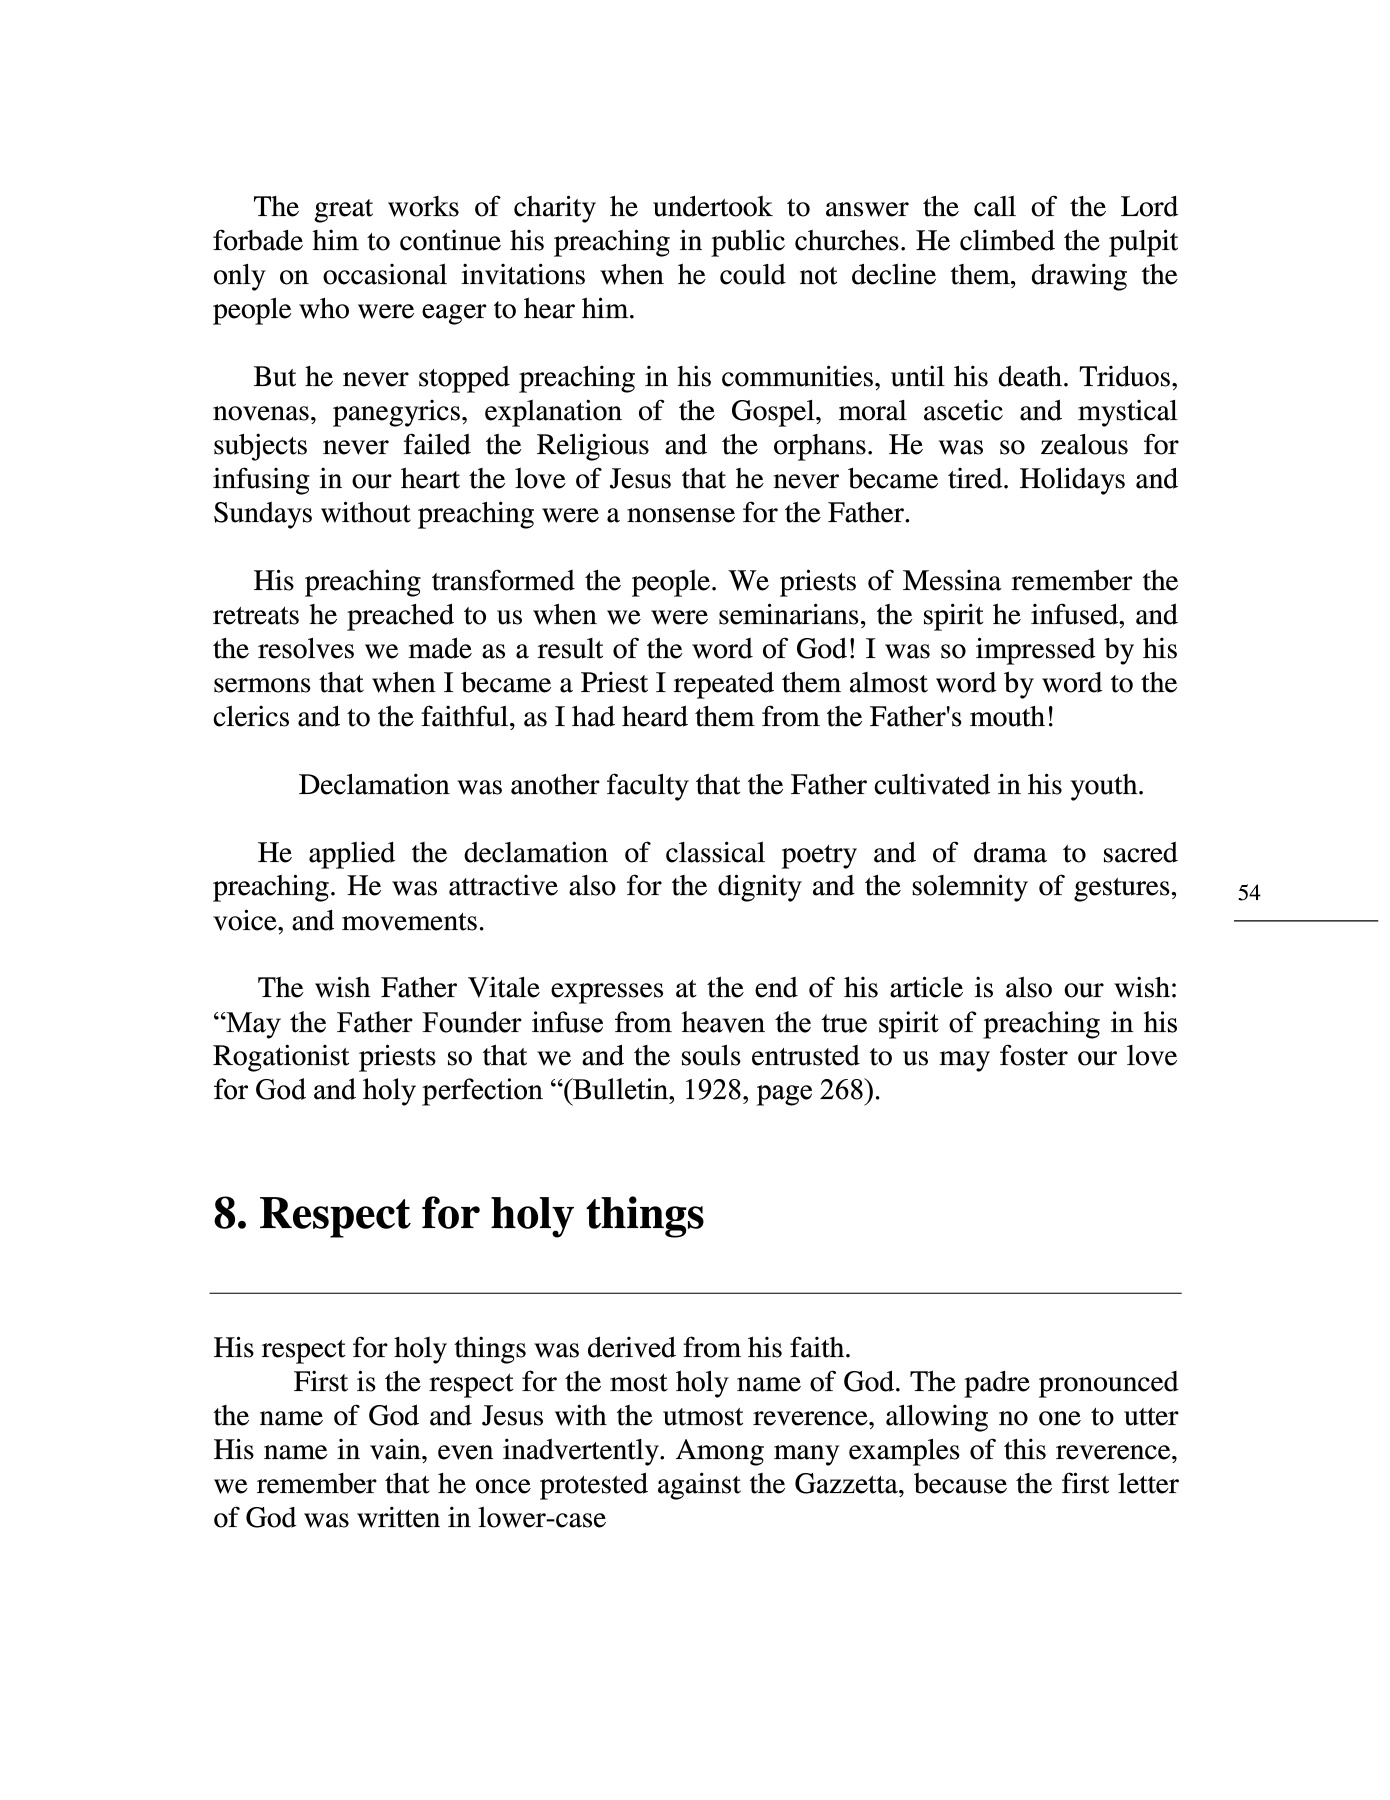 The great works of charity he undertook to answer the call of the Lord
forbade him to continue his preaching in public churches. He climbed the pulpit
only on occasional invitations when he could not decline them, drawing the
people who were eager to hear him.
But he never stopped preaching in his communities, until his death. Triduos,
novenas, panegyrics, explanation of the Gospel, moral ascetic and mystical
subjects never failed the Religious and the orphans. He was so zealous for
infusing in our heart the love of Jesus that he never became tired. Holidays and
Sundays without preaching were a nonsense for the Father.
His preaching transformed the people. We priests of Messina remember the
retreats he preached to us when we were seminarians, the spirit he infused, and
the resolves we made as a result of the word of God! I was so impressed by his
sermons that when I became a Priest I repeated them almost word by word to the
clerics and to the faithful, as I had heard them from the Father's mouth!
Declamation was another faculty that the Father cultivated in his youth.
He applied the declamation of classical poetry and of drama to sacred
preaching. He was attractive also for the dignity and the solemnity of gestures,
voice, and movements.
54
The wish Father Vitale expresses at the end of his article is also our wish:
“May the Father Founder infuse from heaven the true spirit of preaching in his
Rogationist priests so that we and the souls entrusted to us may foster our love
for God and holy perfection “(Bulletin, 1928, page 268).
8. Respect for holy things
His respect for holy things was derived from his faith.
First is the respect for the most holy name of God. The padre pronounced
the name of God and Jesus with the utmost reverence, allowing no one to utter
His name in vain, even inadvertently. Among many examples of this reverence,
we remember that he once protested against the Gazzetta, because the first letter
of God was written in lower-case